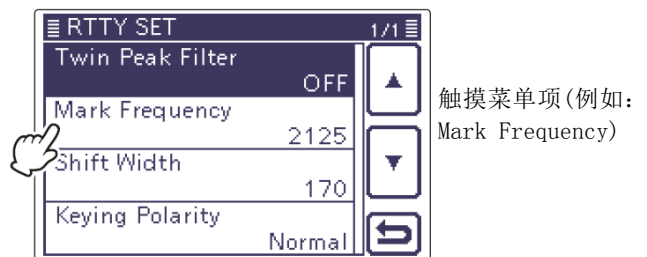 RTTY SET 1/1
Twin Peak Filter
OFF
Mark Frequency
2125
Shift Width
170
Keying Polarity
Normal
触摸菜单项(例如:
Mark Frequency)